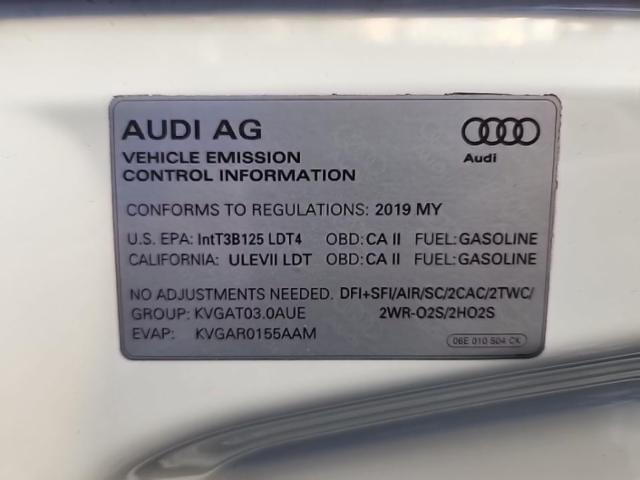 AUDI AG
Audi
VEHICLE EMISSION
CONTROL INFORMATION
CONFORMS TO REGULATIONS: 2019 MY
U.S. EPA: IntT3B125 LDT4 OBD: CA II FUEL: GASOLINE
CALIFORNIA: ULEVII LDT OBD: CA II FUEL: GASOLINE
NO ADJUSTMENTS NEEDED. DFI+SFI/AIR/SC/2CAC/2TWC/
GROUP: KVGAT03.0AUE 2WR-O2S/2HO2S
EVAP: KVGAR0155AAM
06E 010 504 CK